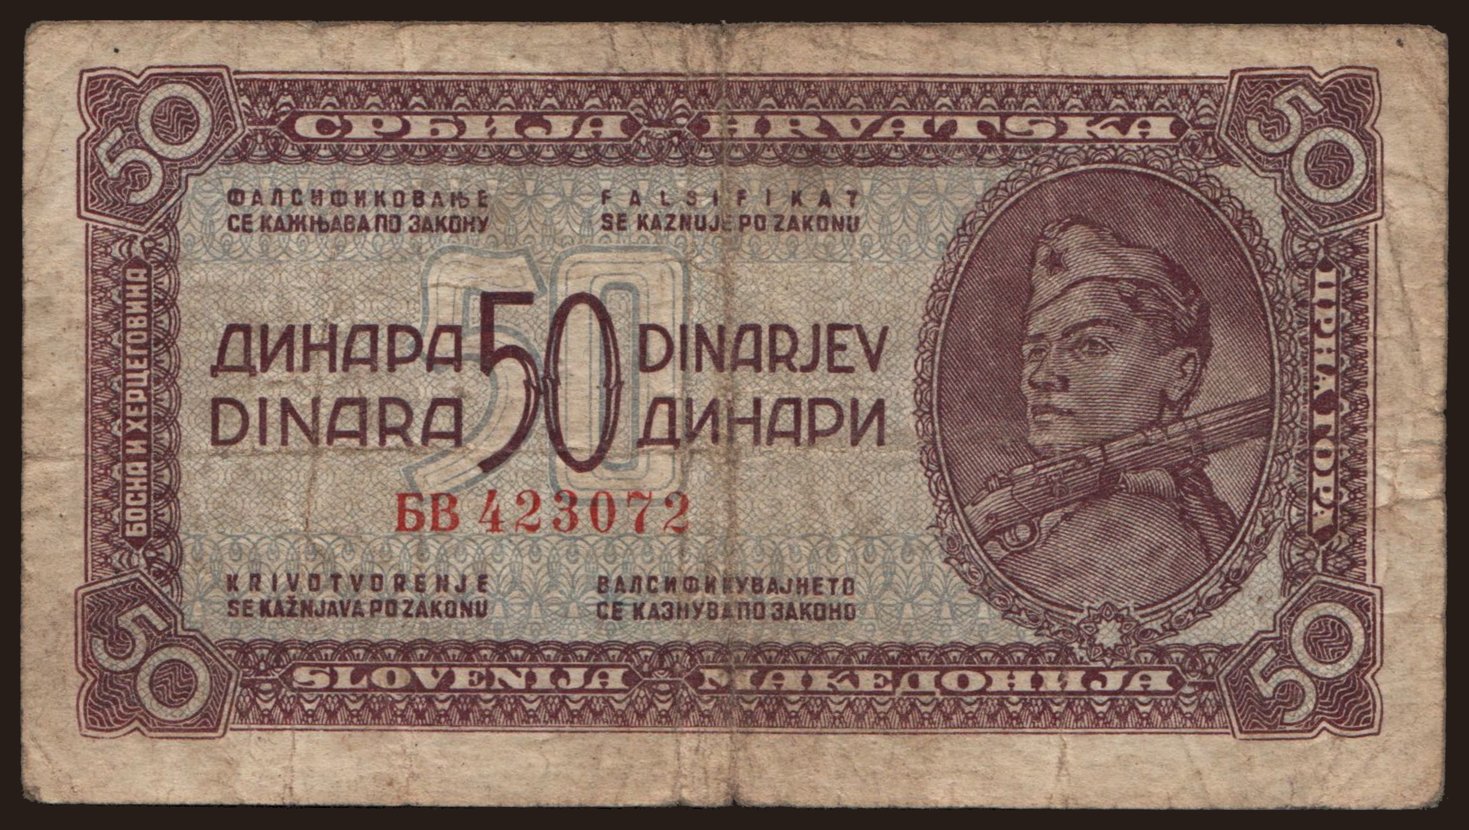 50
СРБИЈА HRVATSKA
50
ФАЛСИФИКОВАЊЕ
СЕ КАЖЊАВА ПО ЗАКОНУ
FALSIFIKAT
SE KAZNUJE PO ZAKONU
БОСНА И ХЕРЦЕГОВИНА
ЦРНА ГОРА
ДИНАРА 50 DINARJEV
DINARA ДИНАРИ
БВ 423072
KRIVOTVORENJE
SE KAŽNJAVA PO ZAKONU
ВАЛСИФИКУВАЈНЕТО
СЕ КАЗНУВА ПО ЗАКОНО
50
SLOVENIJA МАКЕДОНИЈА
50